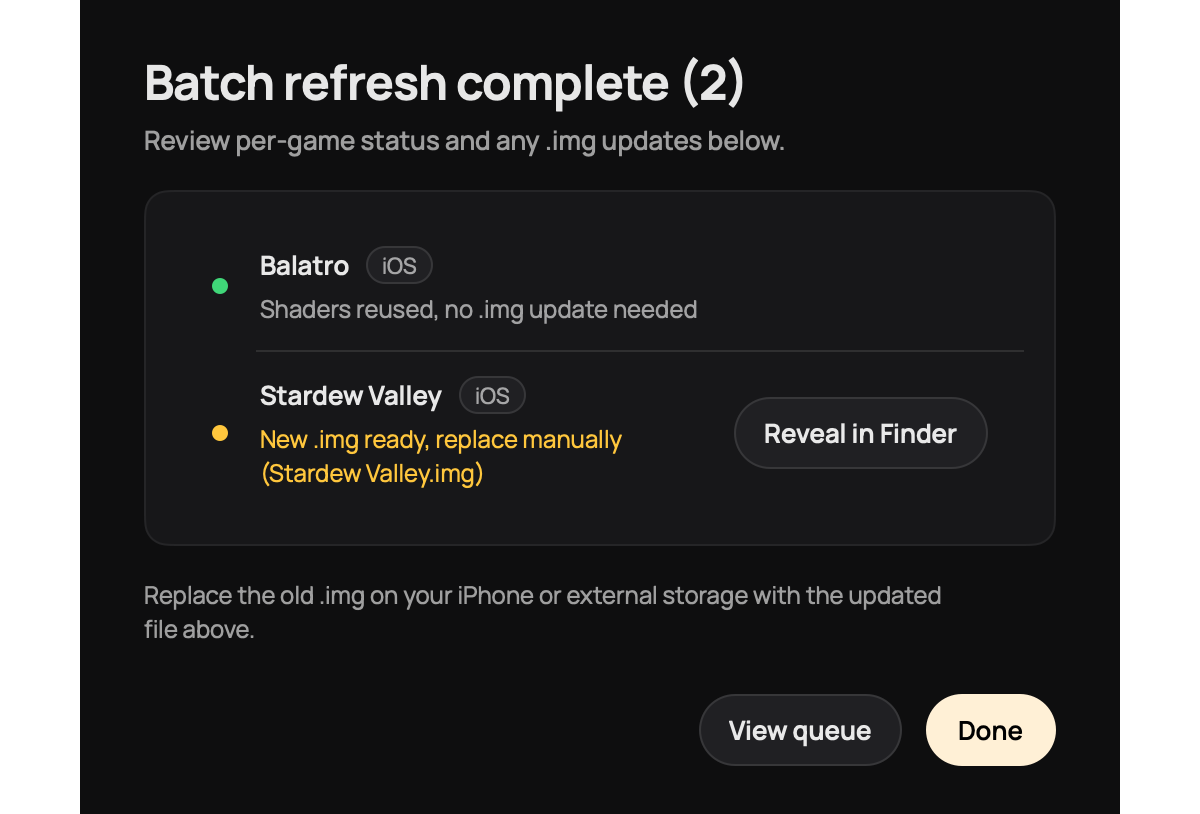 Batch refresh complete (2)
Review per-game status and any .img updates below.
Balatro iOS
Shaders reused, no .img update needed
Stardew Valley iOS
New .img ready, replace manually
(Stardew Valley.img)
Reveal in Finder
Replace the old .img on your iPhone or external storage with the updated
file above.
View queue Done